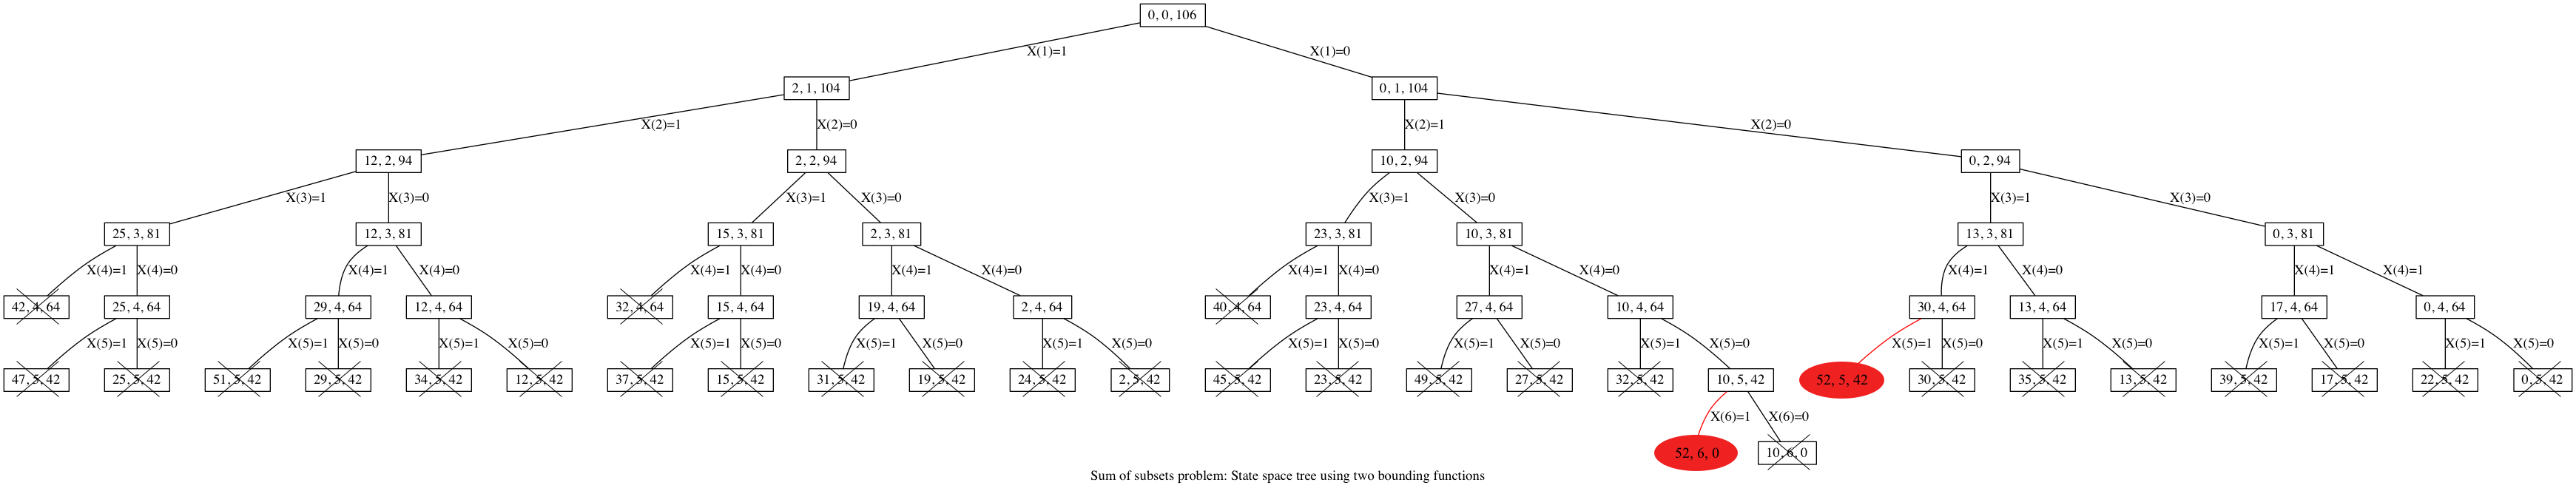 0, 0, 106
X(1)=1 X(1)=0
2, 1, 104 0, 1, 104
X(2)=1 X(2)=0 X(2)=1 X(2)=0
12, 2, 94 2, 2, 94 10, 2, 94 0, 2, 94
X(3)=1 X(3)=0 X(3)=1 X(3)=0 X(3)=1 X(3)=0 X(3)=1 X(3)=0
25, 3, 81 12, 3, 81 15, 3, 81 2, 3, 81 23, 3, 81 10, 3, 81 13, 3, 81 0, 3, 81
X(4)=1 X(4)=0 X(4)=1 X(4)=0 X(4)=1 X(4)=0 X(4)=1 X(4)=0 X(4)=1 X(4)=0 X(4)=1 X(4)=0 X(4)=1 X(4)=0 X(4)=1 X(4)=1
42, 4, 64 25, 4, 64 29, 4, 64 12, 4, 64 32, 4, 64 15, 4, 64 19, 4, 64 2, 4, 64 40, 4, 64 23, 4, 64 27, 4, 64 10, 4, 64 30, 4, 64 13, 4, 64 17, 4, 64 0, 4, 64
X(5)=1 X(5)=0 X(5)=1 X(5)=0 X(5)=1 X(5)=0 X(5)=1 X(5)=0 X(5)=1 X(5)=0 X(5)=1 X(5)=0 X(5)=1 X(5)=0 X(5)=1 X(5)=0 X(5)=1 X(5)=0 X(5)=1 X(5)=0 X(5)=1 X(5)=0 X(5)=1 X(5)=0 X(5)=1 X(5)=0
47, 5, 42 25, 5, 42 51, 5, 42 29, 5, 42 34, 5, 42 12, 5, 42 37, 5, 42 15, 5, 42 31, 5, 42 19, 5, 42 24, 5, 42 2, 5, 42 45, 5, 42 23, 5, 42 49, 5, 42 27, 5, 42 32, 5, 42 10, 5, 42 52, 5, 42 30, 5, 42 35, 5, 42 13, 5, 42 39, 5, 42 17, 5, 42 22, 5, 42 0, 5, 42
X(6)=1 X(6)=0
52, 6, 0 10, 6, 0
Sum of subsets problem: State space tree using two bounding functions